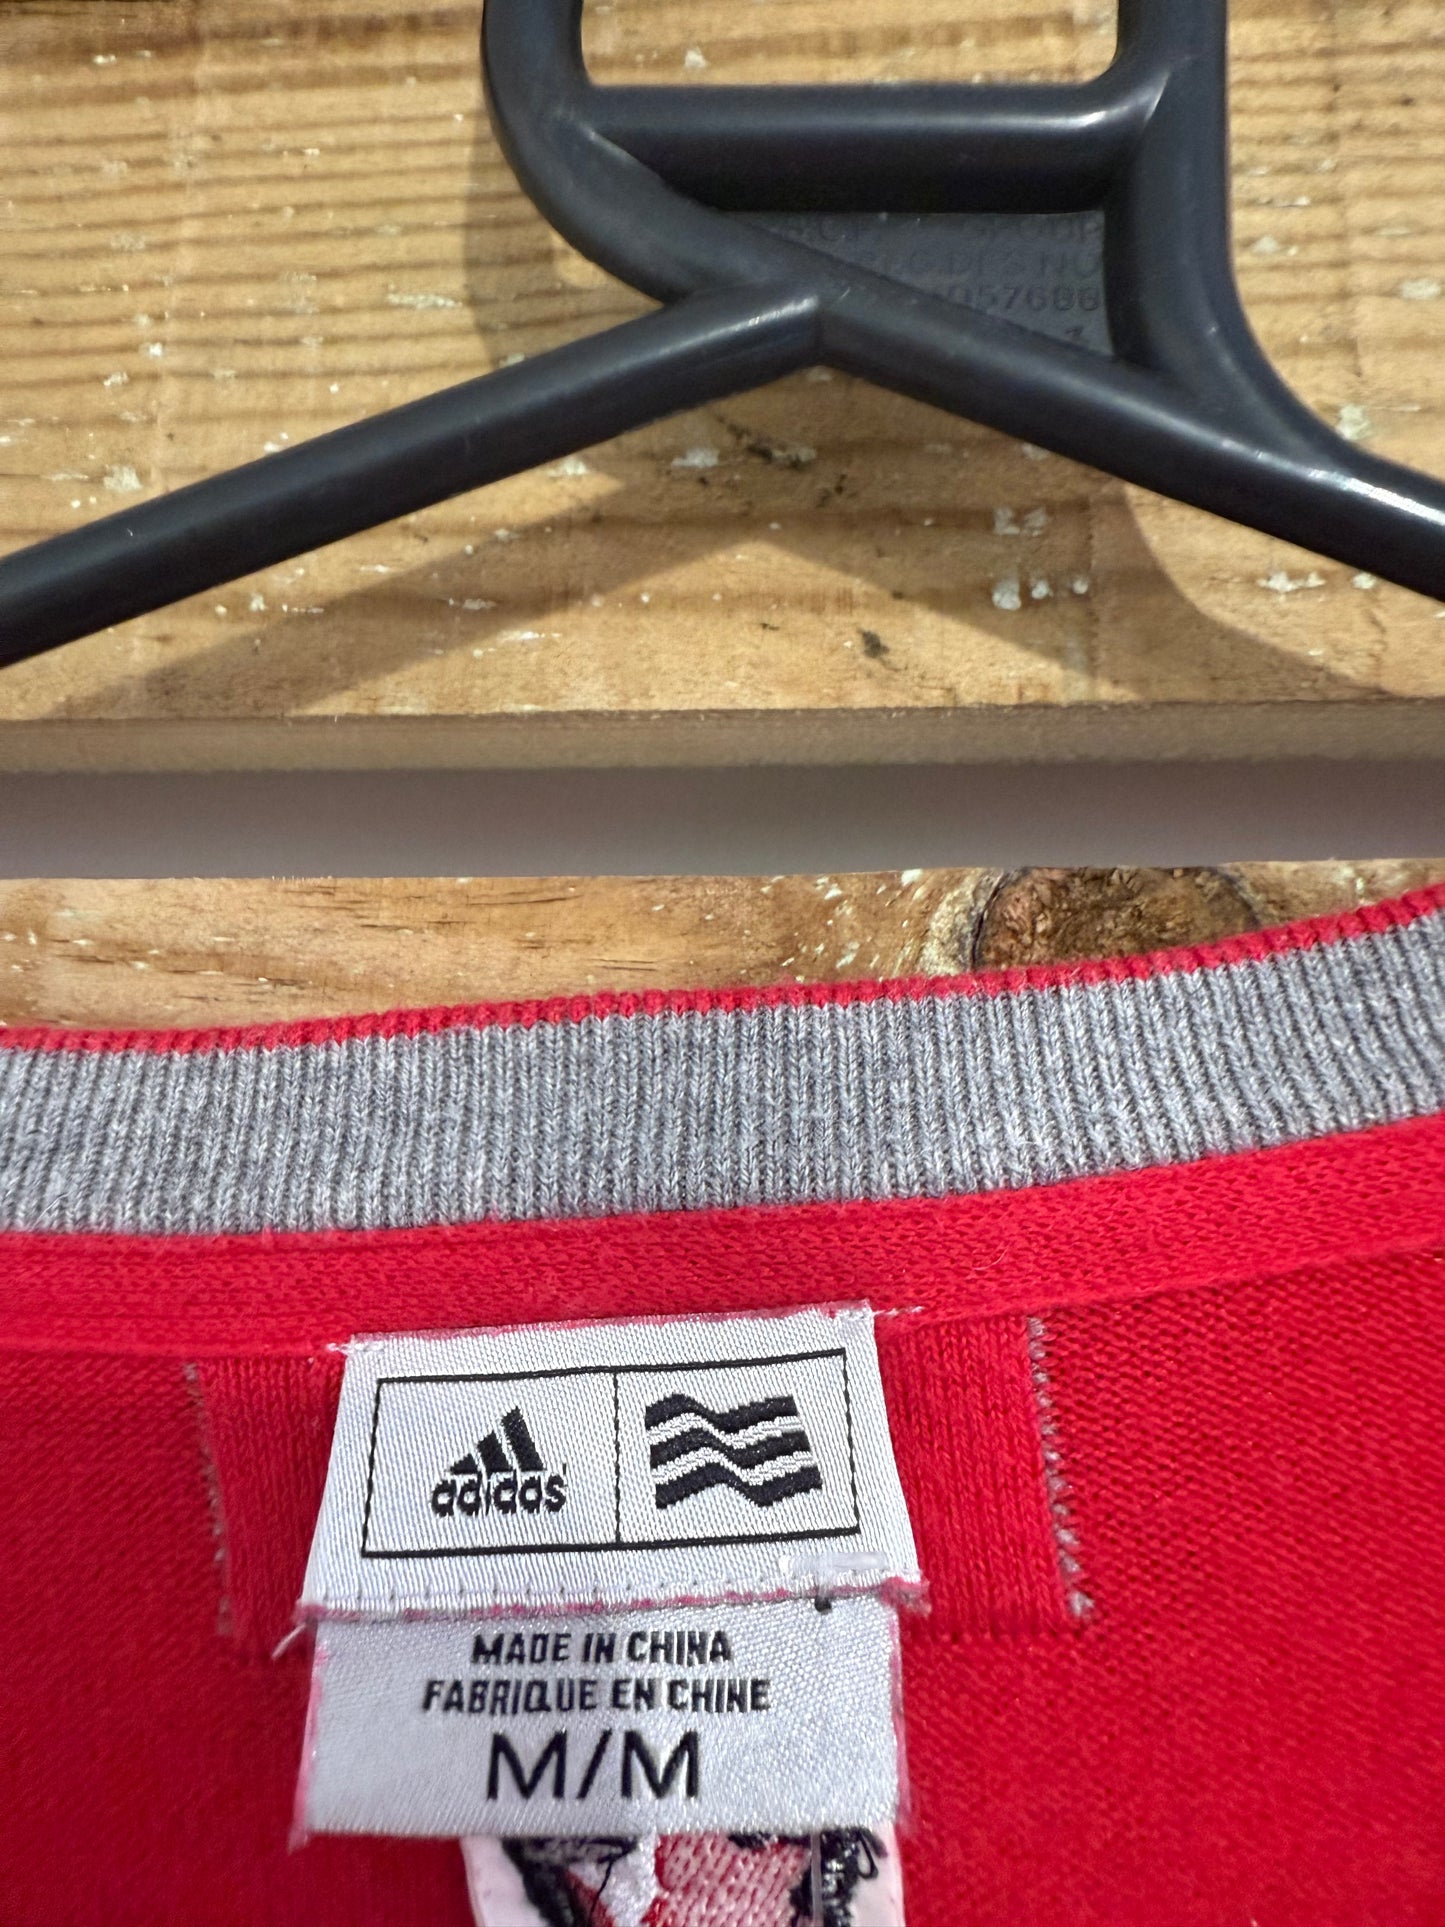 adidas
MADE IN CHINA
FABRIQUE EN CHINE
M/M